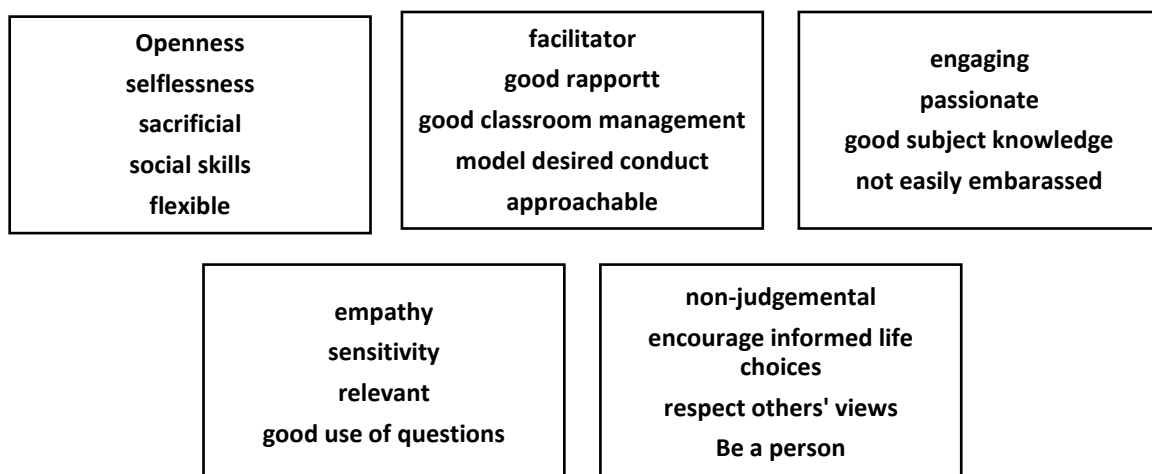 Openness
selflessness
sacrificial
social skills
flexible
facilitator
good rapportt
good classroom management
model desired conduct
approachable
engaging
passionate
good subject knowledge
not easily embarassed
empathy
sensitivity
relevant
good use of questions
non-judgemental
encourage informed life
choices
respect others' views
Be a person